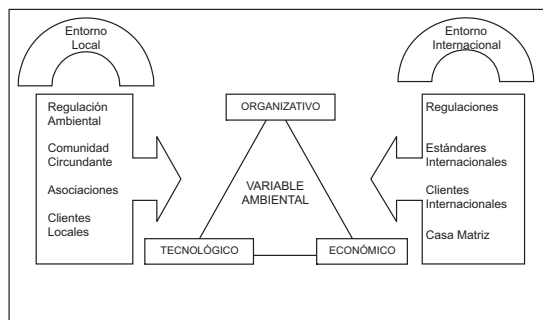 Entorno
Local
Regulación
Ambiental
Comunidad
Circundante
Asociaciones
Clientes
Locales
ORGANIZATIVO
VARIABLE
AMBIENTAL
TECNOLÓGICO
ECONÓMICO
Entorno
Internacional
Regulaciones
Estándares
Internacionales
Clientes
Internacionales
Casa Matriz